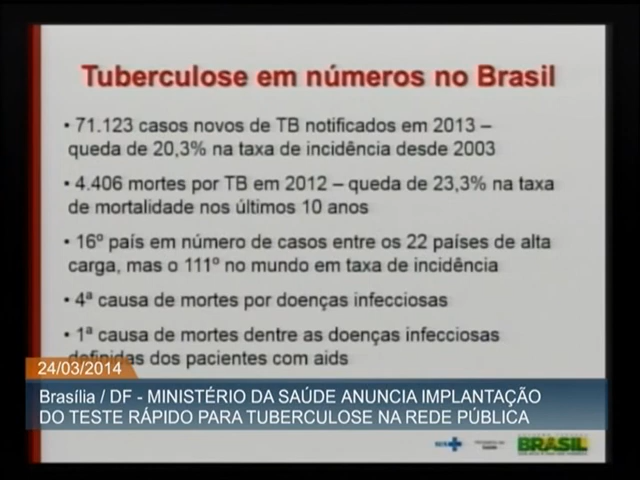 Tuberculose em números no Brasil
• 71.123 casos novos de TB notificados em 2013 –
queda de 20,3% na taxa de incidência desde 2003
• 4.406 mortes por TB em 2012 – queda de 23,3% na taxa
de mortalidade nos últimos 10 anos
• 16º país em número de casos entre os 22 países de alta
carga, mas o 111º no mundo em taxa de incidência
• 4ª causa de mortes por doenças infecciosas
• 1ª causa de mortes dentre as doenças infecciosas
definidas dos pacientes com aids
24/03/2014
Brasília / DF - MINISTÉRIO DA SAÚDE ANUNCIA IMPLANTAÇÃO
DO TESTE RÁPIDO PARA TUBERCULOSE NA REDE PÚBLICA
SUS
Saúde
BRASIL